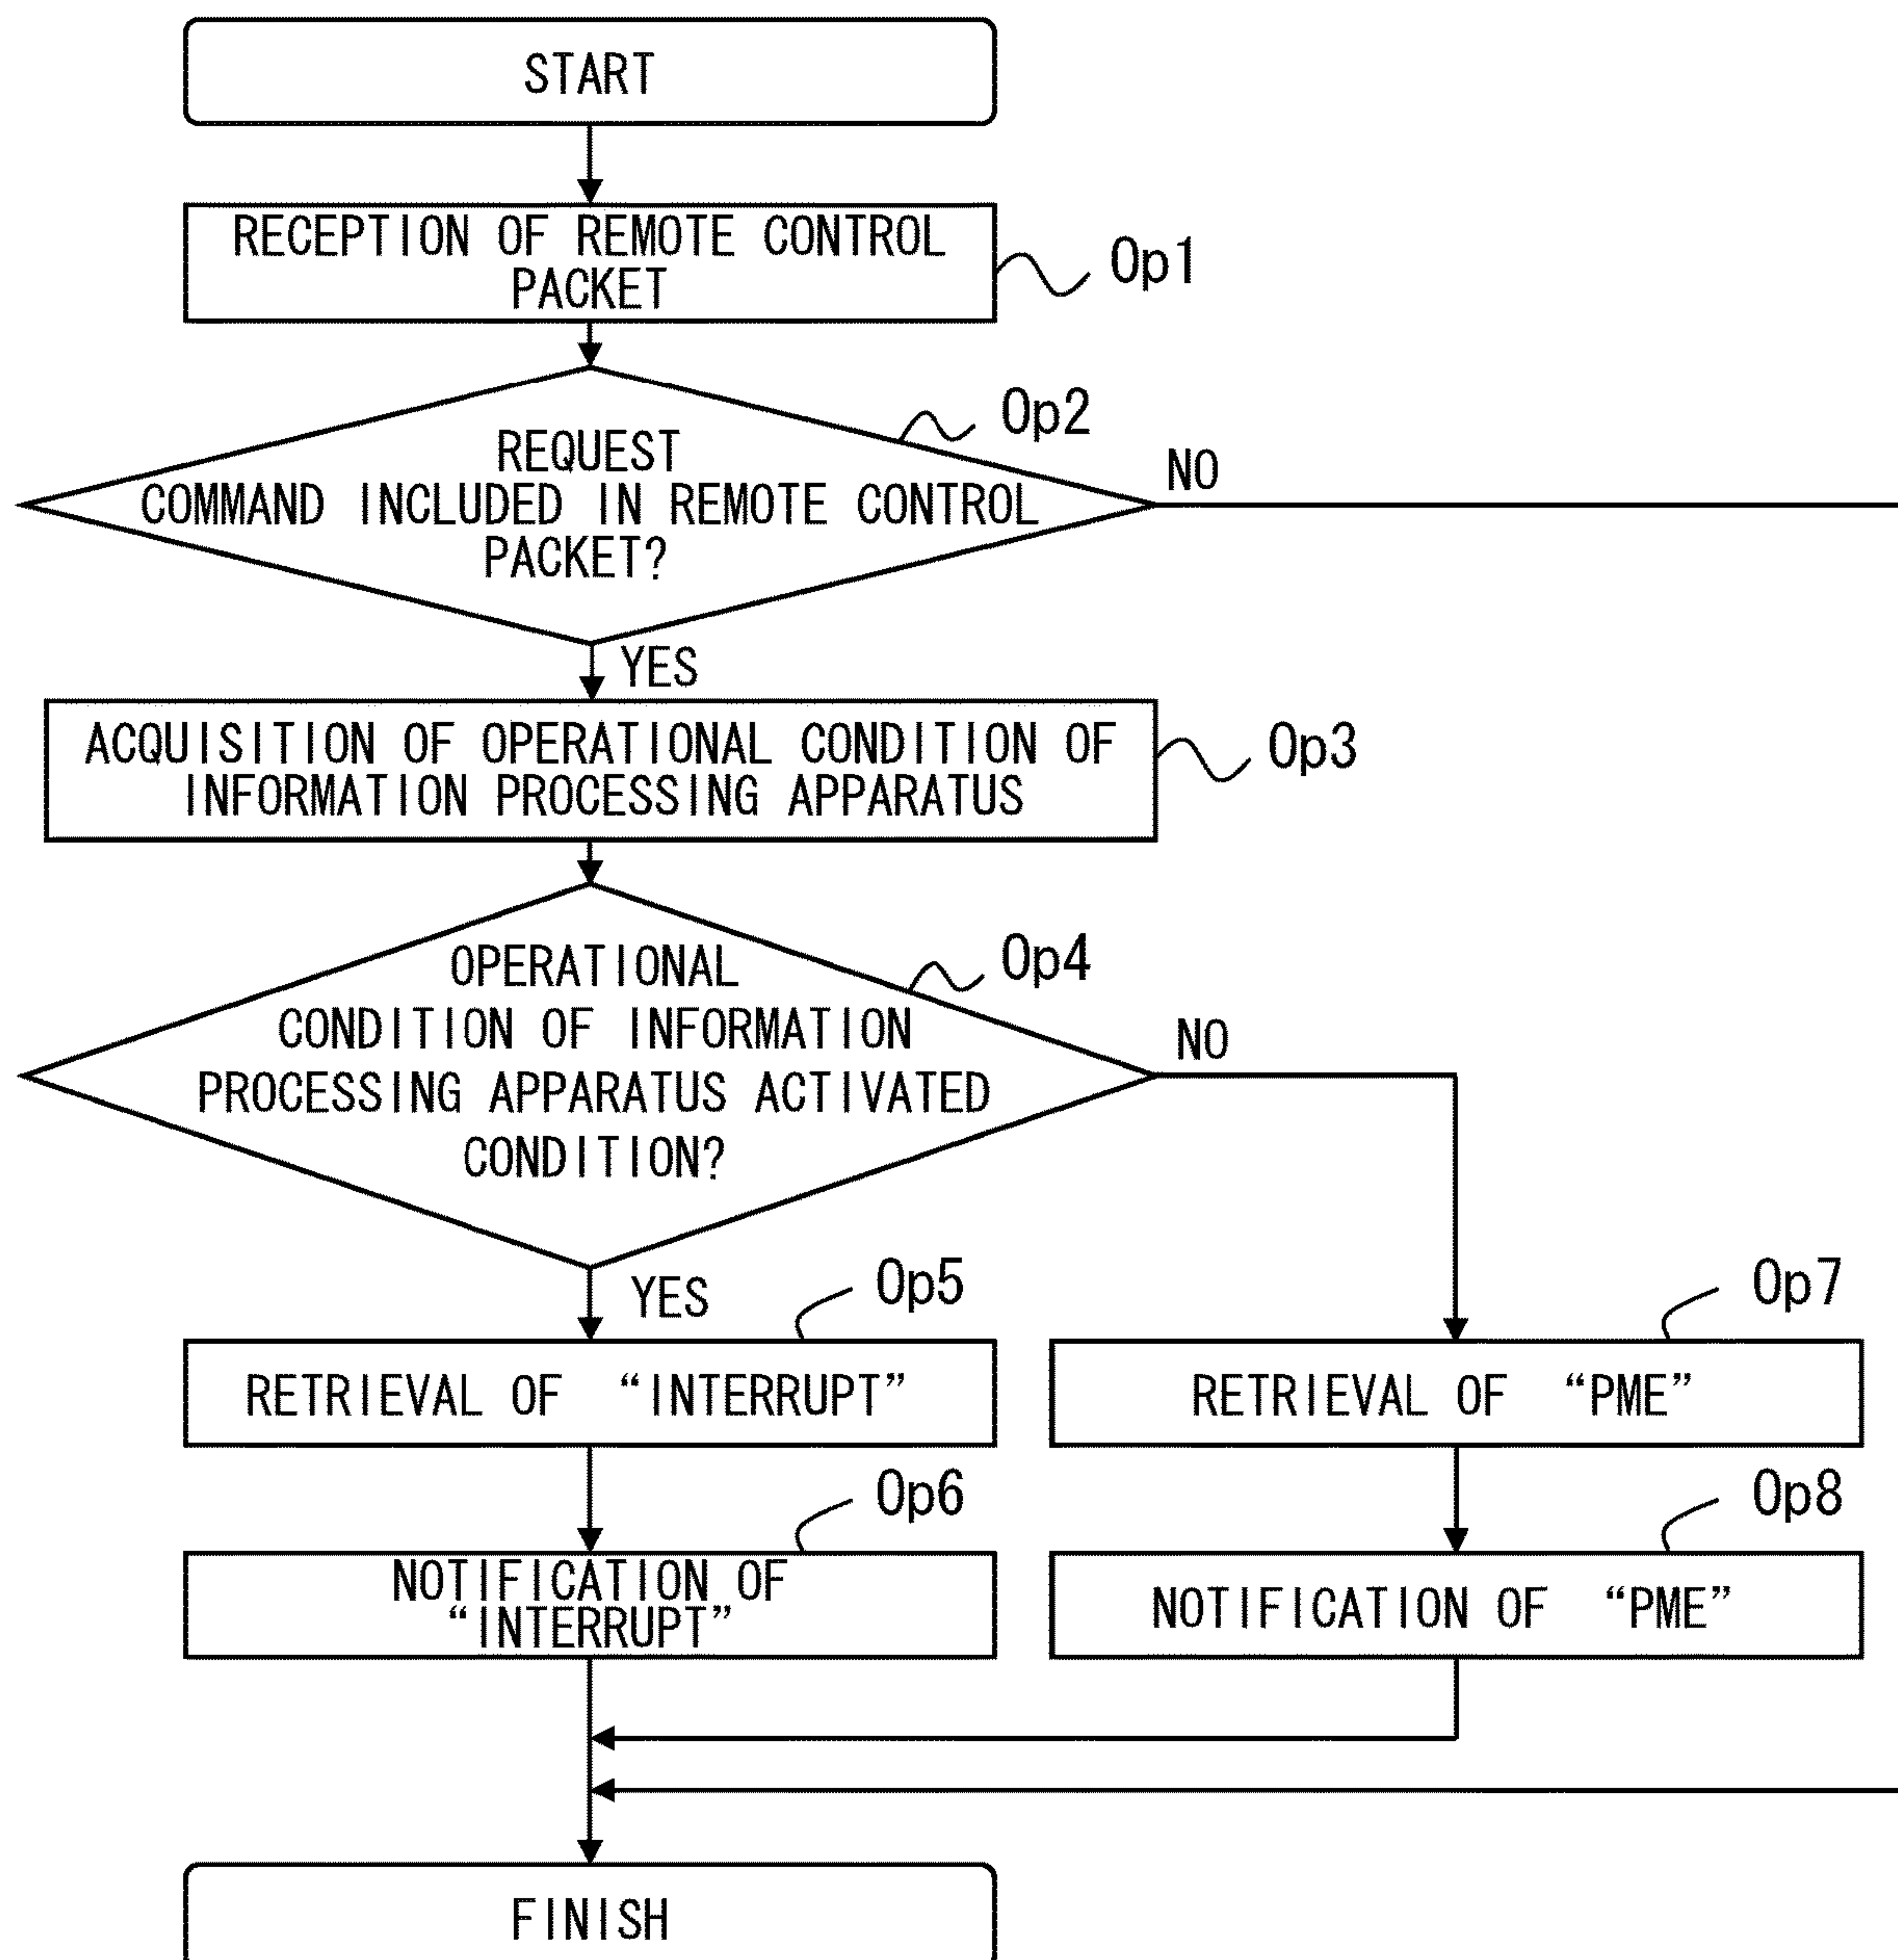 START
RECEPTION OF REMOTE CONTROL
PACKET
Op1
Op2
REQUEST
COMMAND INCLUDED IN REMOTE CONTROL
PACKET?
NO
YES
ACQUISITION OF OPERATIONAL CONDITION OF
INFORMATION PROCESSING APPARATUS
Op3
Op4
OPERATIONAL
CONDITION OF INFORMATION
PROCESSING APPARATUS ACTIVATED
CONDITION?
NO
YES
Op5
Op7
RETRIEVAL OF “INTERRUPT”
RETRIEVAL OF “PME”
Op6
Op8
NOTIFICATION OF
“INTERRUPT”
NOTIFICATION OF “PME”
FINISH